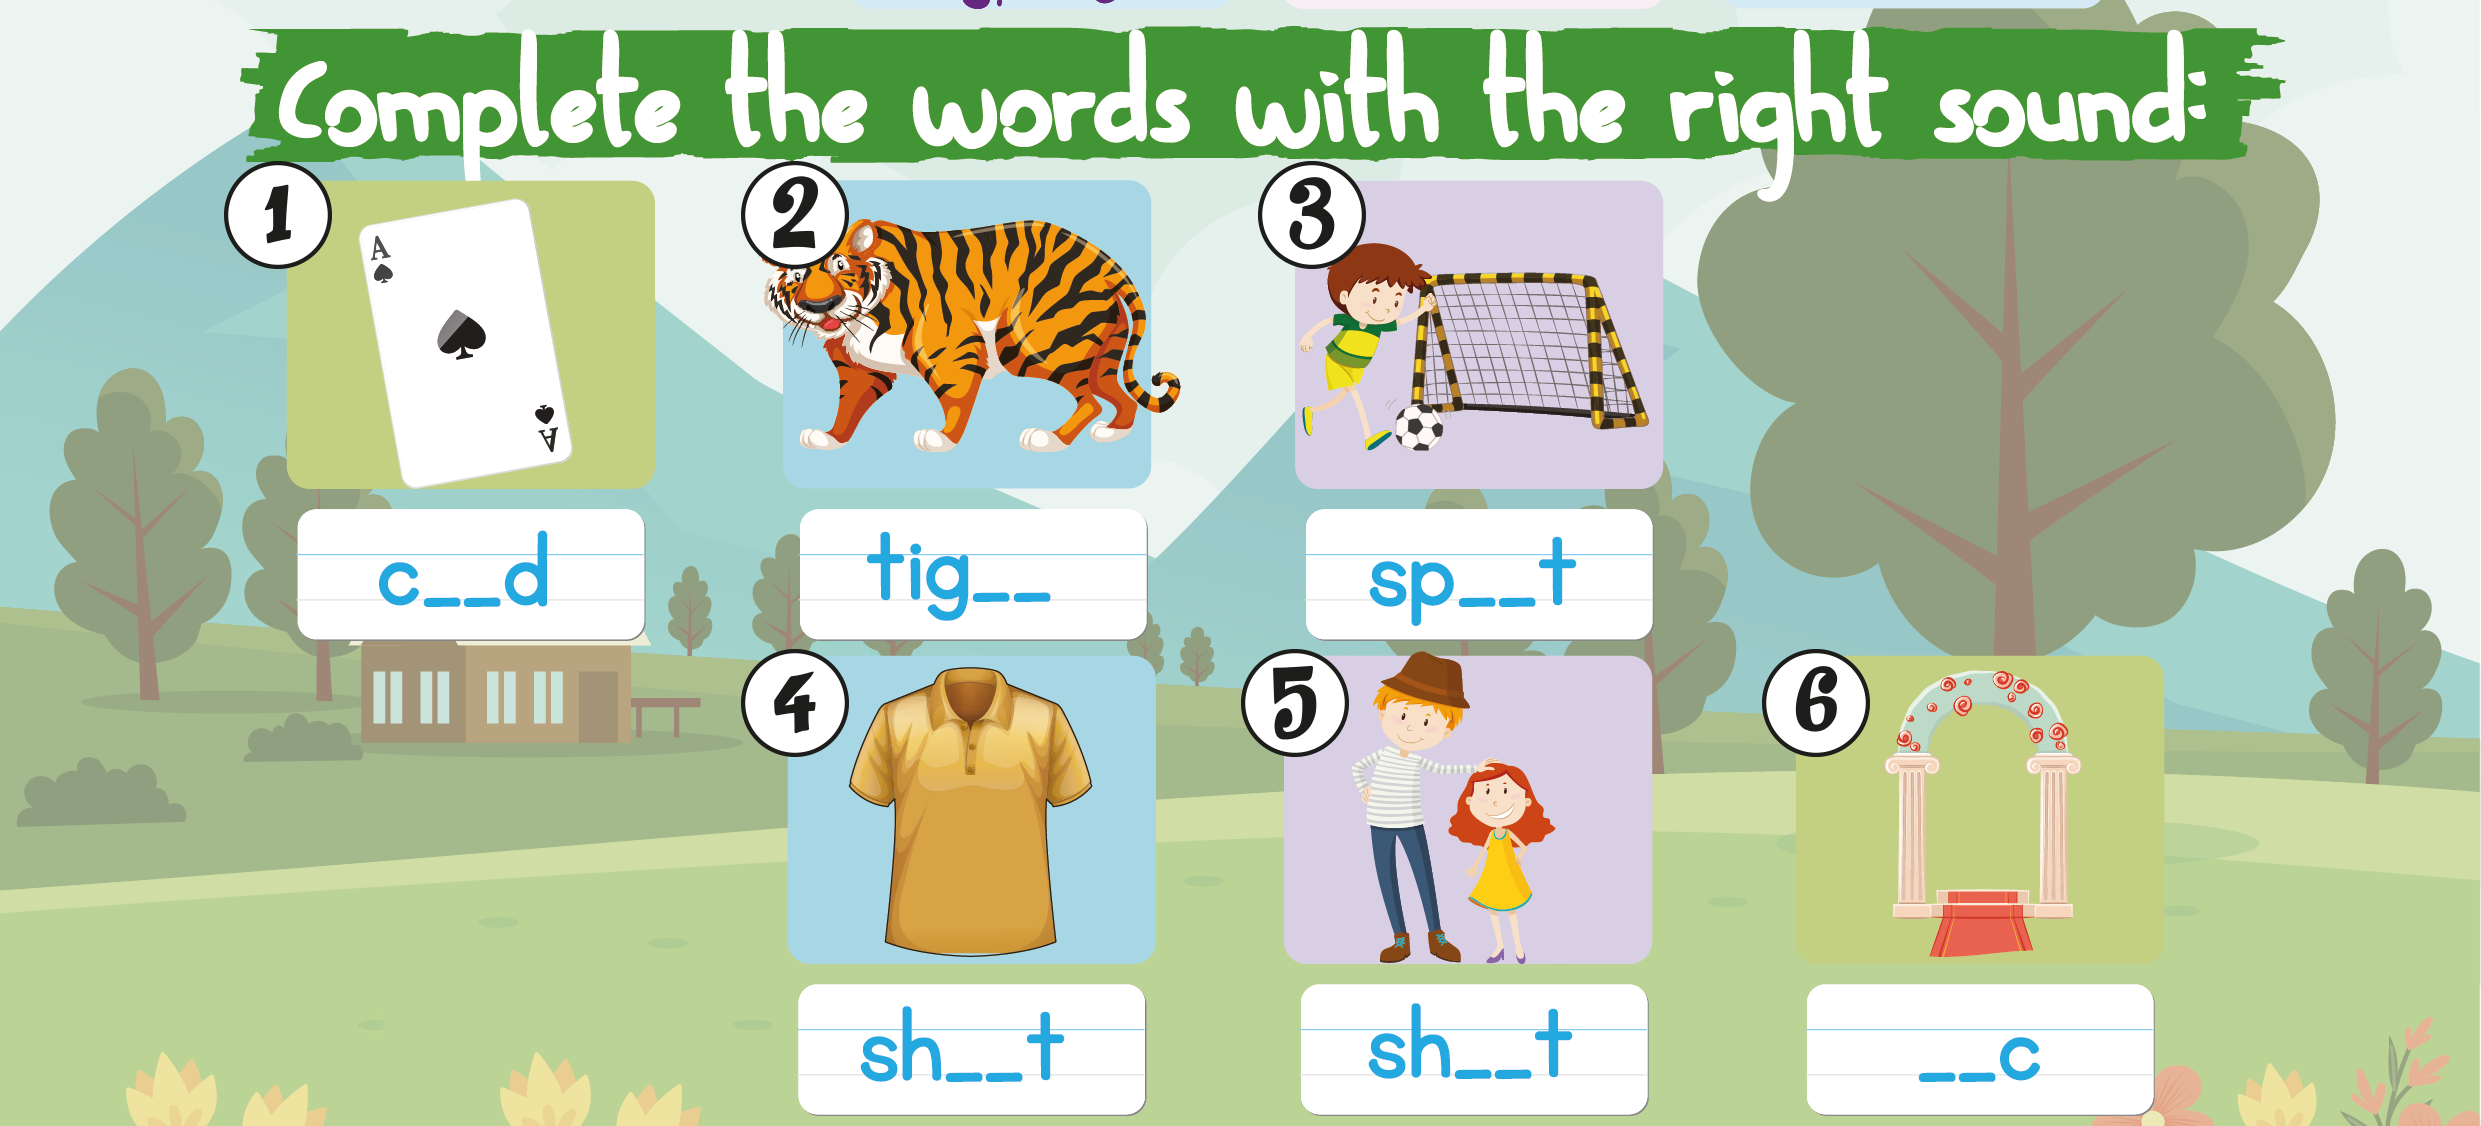 Complete the words with the right sound:
1
2
3
A
A
c__d
tig__
sp__t
4
5
6
sh__t
sh__t
__c